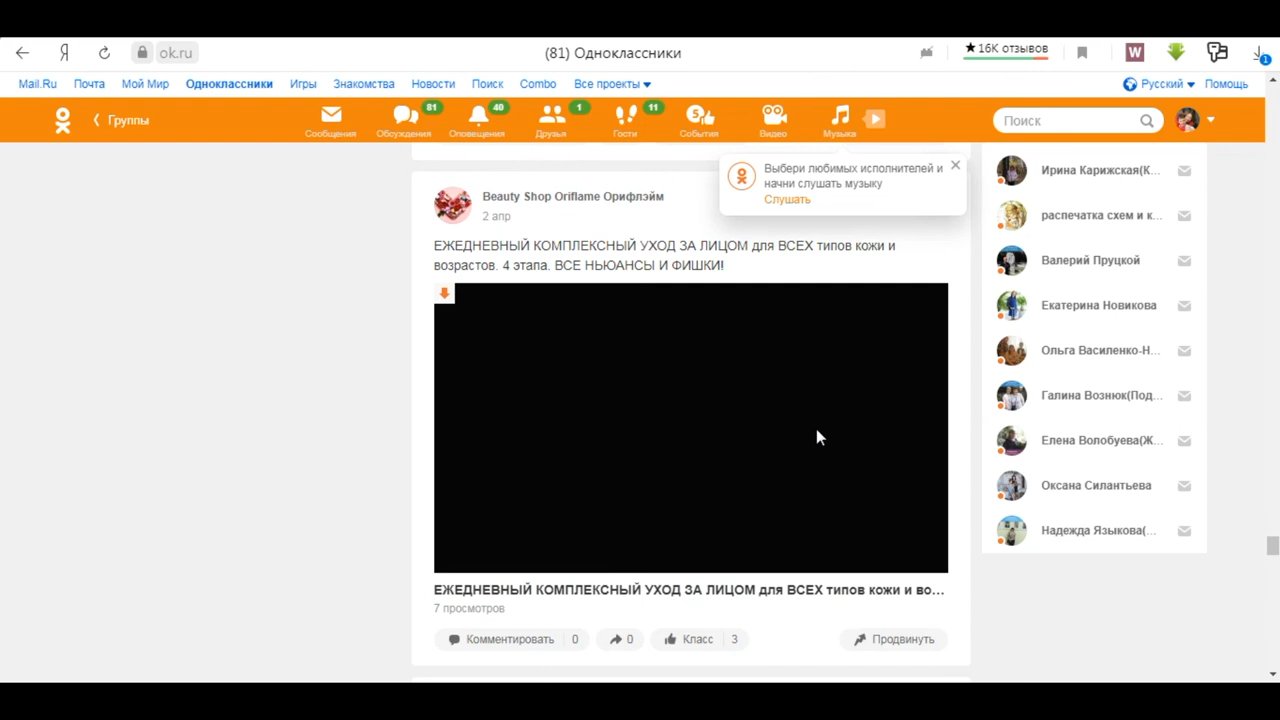 ok.ru
(81) Одноклассники
★16K отзывов
W
1
Mail.Ru Почта Мой Мир Одноклассники Игры Знакомства Новости Поиск Combo Все проекты
Русский Помощь
Группы
Сообщения
81
Обсуждения
40
Оповещения
1
Друзья
11
Гости
5
События
Видео
Музыка
Поиск
Выбери любимых исполнителей и
начни слушать музыку
Слушать
Beauty Shop Oriflame Орифлэйм
2 апр
ЕЖЕДНЕВНЫЙ КОМПЛЕКСНЫЙ УХОД ЗА ЛИЦОМ для ВСЕХ типов кожи и
возрастов. 4 этапа. ВСЕ НЬЮАНСЫ И ФИШКИ!
ЕЖЕДНЕВНЫЙ КОМПЛЕКСНЫЙ УХОД ЗА ЛИЦОМ для ВСЕХ типов кожи и во...
7 просмотров
Комментировать 0 0 Класс 3 Продвинуть
Ирина Карижская(К...
распечатка схем и к...
Валерий Пруцкой
Екатерина Новикова
Ольга Василенко-Н...
Галина Вознюк(Под...
Елена Волобуева(Ж...
Оксана Силантьева
Надежда Языкова(...